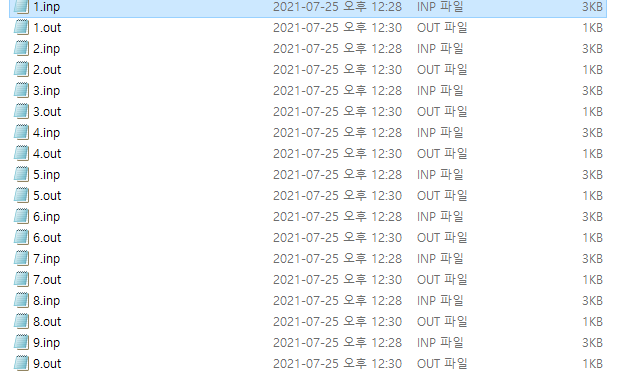 1.inp 2021-07-25 오후 12:28 INP 파일 3KB
1.out 2021-07-25 오후 12:30 OUT 파일 1KB
2.inp 2021-07-25 오후 12:28 INP 파일 3KB
2.out 2021-07-25 오후 12:30 OUT 파일 1KB
3.inp 2021-07-25 오후 12:28 INP 파일 3KB
3.out 2021-07-25 오후 12:30 OUT 파일 1KB
4.inp 2021-07-25 오후 12:28 INP 파일 3KB
4.out 2021-07-25 오후 12:30 OUT 파일 1KB
5.inp 2021-07-25 오후 12:28 INP 파일 3KB
5.out 2021-07-25 오후 12:30 OUT 파일 1KB
6.inp 2021-07-25 오후 12:28 INP 파일 3KB
6.out 2021-07-25 오후 12:30 OUT 파일 1KB
7.inp 2021-07-25 오후 12:28 INP 파일 3KB
7.out 2021-07-25 오후 12:30 OUT 파일 1KB
8.inp 2021-07-25 오후 12:28 INP 파일 3KB
8.out 2021-07-25 오후 12:30 OUT 파일 1KB
9.inp 2021-07-25 오후 12:28 INP 파일 3KB
9.out 2021-07-25 오후 12:30 OUT 파일 1KB